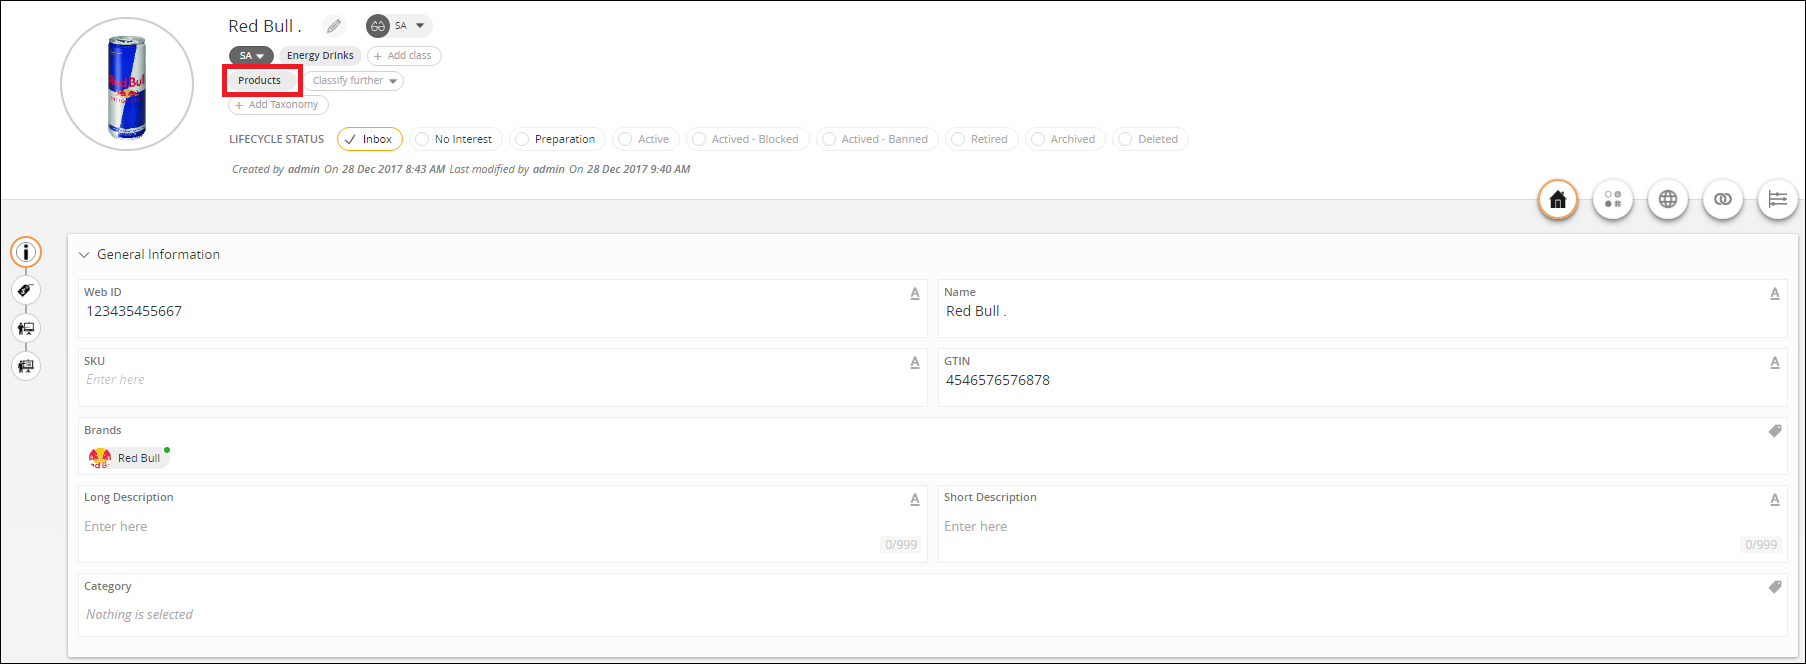 Red Bull .
SA
SA
Energy Drinks
+ Add class
Products
Classify further
+ Add Taxonomy
LIFECYCLE STATUS
Inbox
No Interest
Preparation
Active
Actived - Blocked
Actived - Banned
Retired
Archived
Deleted
Created by admin On 28 Dec 2017 8:43 AM Last modified by admin On 28 Dec 2017 9:40 AM
General Information
Web ID
A
123435455667
Name
A
Red Bull .
SKU
A
Enter here
GTIN
A
4546576576878
Brands
Red Bull
Long Description
A
Enter here
0/999
Short Description
A
Enter here
0/999
Category
Nothing is selected